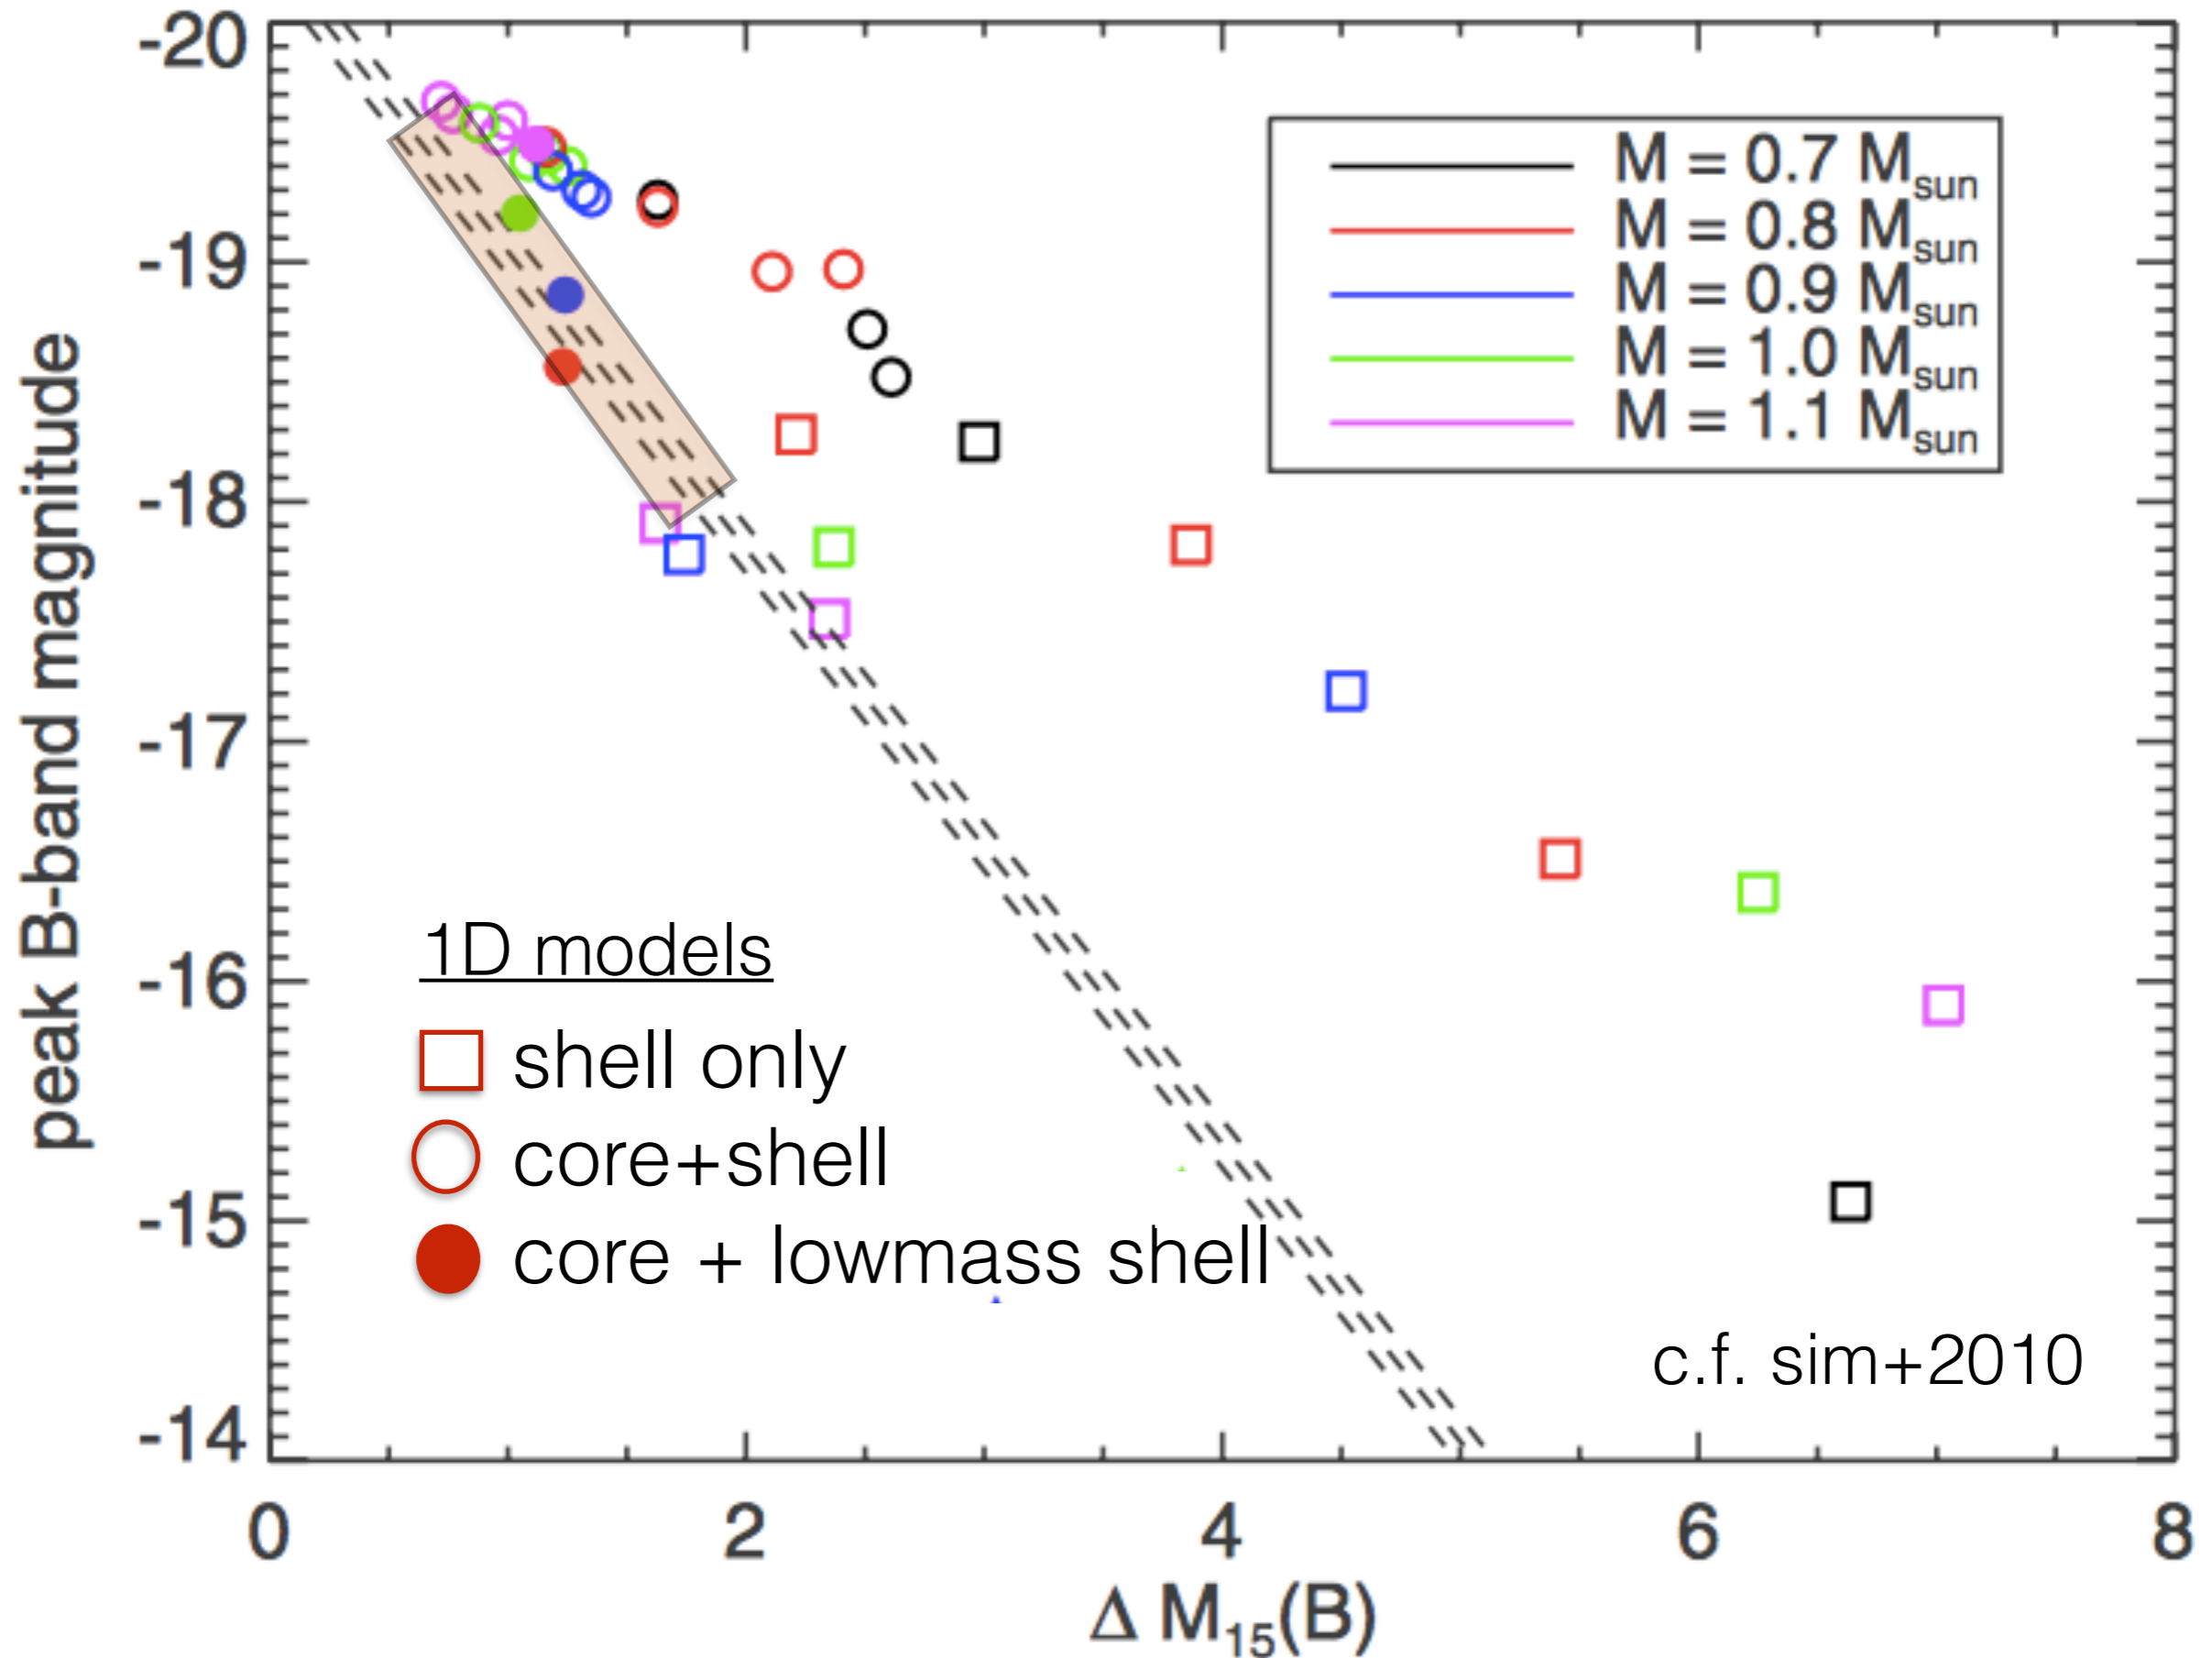 -20
-19
-18
-17
-16
-15
-14
peak B-band magnitude
M = 0.7 Msun
M = 0.8 Msun
M = 0.9 Msun
M = 1.0 Msun
M = 1.1 Msun
1D models
shell only
core+shell
core + lowmass shell
c.f. sim+2010
0 2 4 6 8
Δ M15(B)